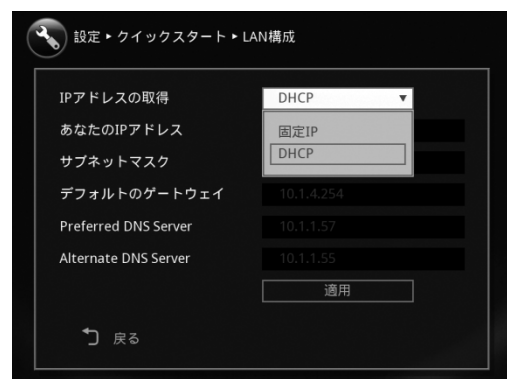 設定 ▸ クイックスタート ▸ LAN構成
IPアドレスの取得 DHCP ▼
あなたのIPアドレス 固定IP
サブネットマスク DHCP
デフォルトのゲートウェイ 10.1.4.254
Preferred DNS Server 10.1.1.57
Alternate DNS Server 10.1.1.55
適用
戻る